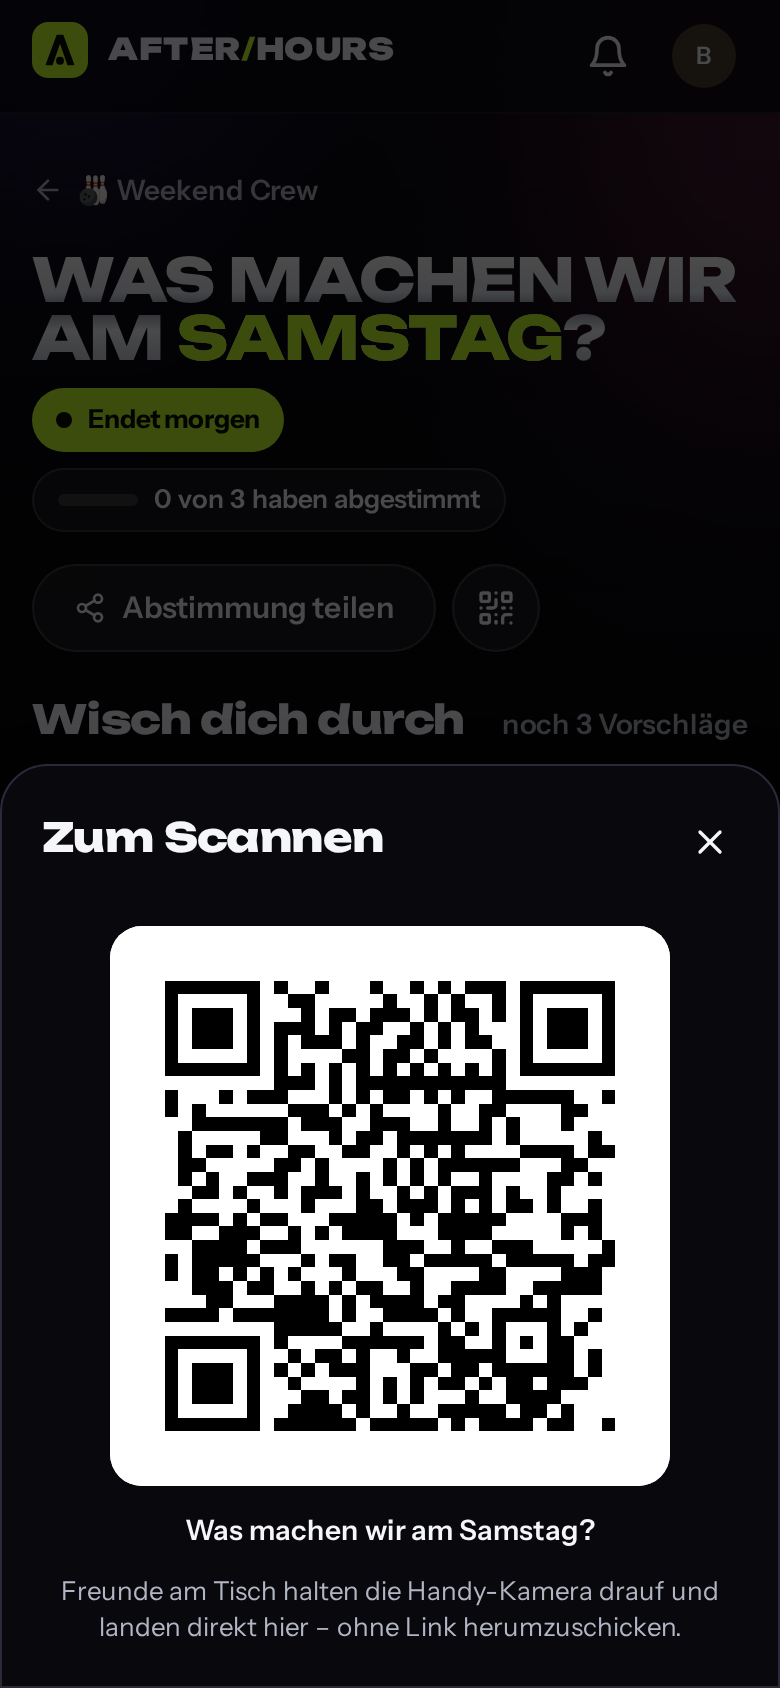 AFTER/HOURS
B
Weekend Crew
WAS MACHEN WIR
AM SAMSTAG?
Endet morgen
0 von 3 haben abgestimmt
Abstimmung teilen
Wisch dich durch noch 3 Vorschläge
Zum Scannen
Was machen wir am Samstag?
Freunde am Tisch halten die Handy-Kamera drauf und
landen direkt hier – ohne Link herumzuschicken.